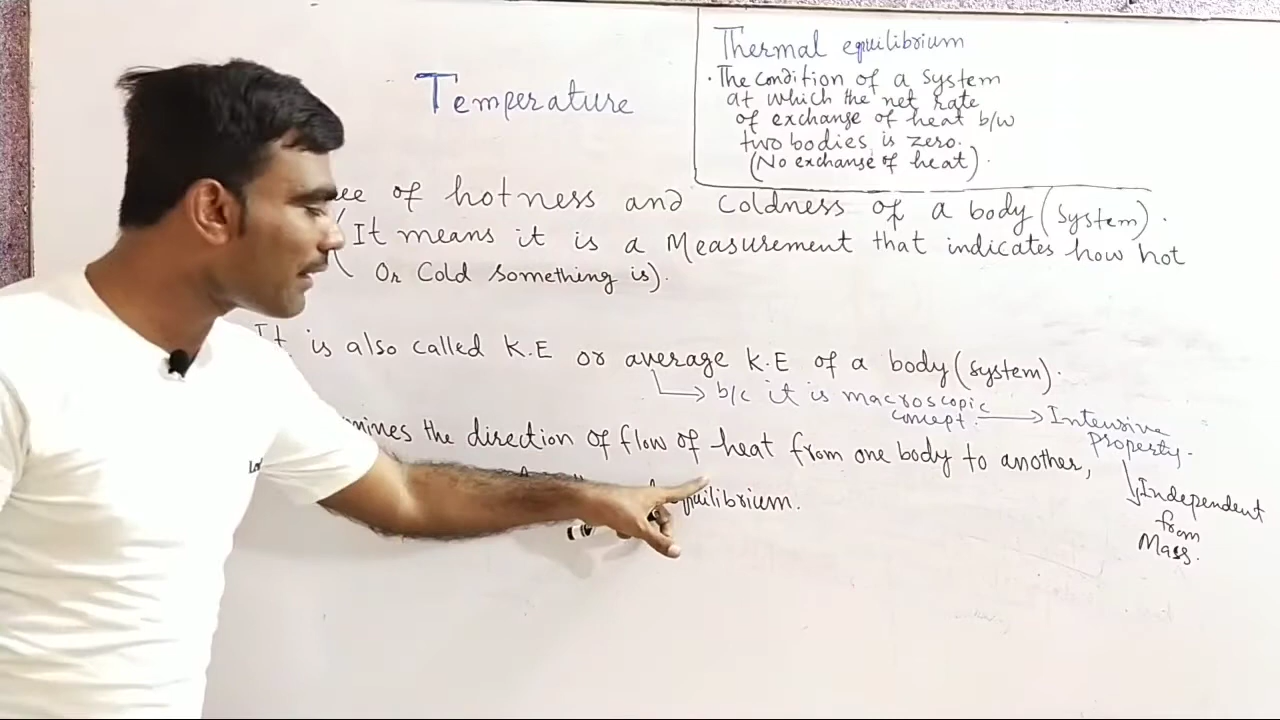 Temperature
Thermal equilibrium
. The condition of a system
at which the net rate
of exchange of heat b/w
two bodies is zero.
(No exchange of heat).
of hotness and coldness of a body (system).
(It means it is a Measurement that indicates how hot
Or Cold something is).
It is also called K.E or average K.E of a body (system).
b/c it is macroscopic
concept. Intensive
property.
the direction of flow of heat from one body to another,
equilibrium.
Independent
from
Mass.